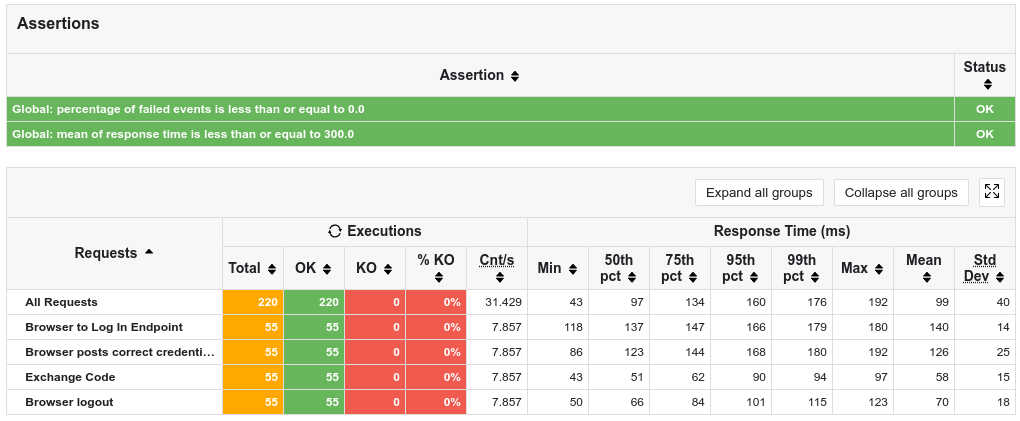 Assertions
Assertion Status
Global: percentage of failed events is less than or equal to 0.0 OK
Global: mean of response time is less than or equal to 300.0 OK
Expand all groups Collapse all groups
Requests Executions Response Time (ms)
Total OK KO % KO Cnt/s Min 50th pct 75th pct 95th pct 99th pct Max Mean Std Dev
All Requests 220 220 0 0% 31.429 43 97 134 160 176 192 99 40
Browser to Log In Endpoint 55 55 0 0% 7.857 118 137 147 166 179 180 140 14
Browser posts correct credenti... 55 55 0 0% 7.857 86 123 144 168 180 192 126 25
Exchange Code 55 55 0 0% 7.857 43 51 62 90 94 97 58 15
Browser logout 55 55 0 0% 7.857 50 66 84 101 115 123 70 18